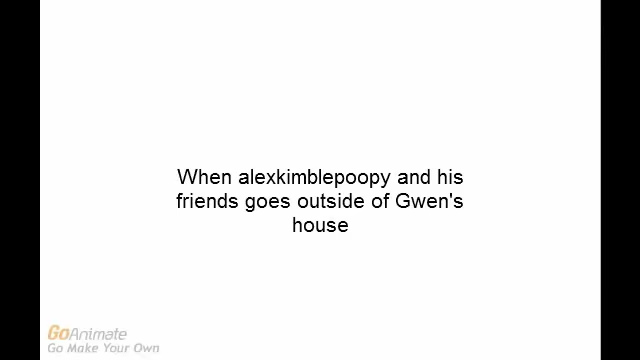 When alexkimblepoopy and his
friends goes outside of Gwen's
house
GoAnimate
Go Make Your Own